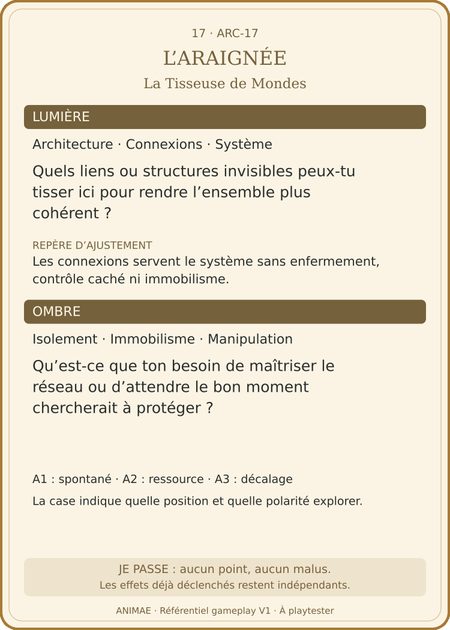 17 · ARC-17
L’ARAIGNÉE
La Tisseuse de Mondes
LUMIÈRE
Architecture · Connexions · Système
Quels liens ou structures invisibles peux-tu
tisser ici pour rendre l’ensemble plus
cohérent ?
REPÈRE D’AJUSTEMENT
Les connexions servent le système sans enfermement,
contrôle caché ni immobilisme.
OMBRE
Isolement · Immobilisme · Manipulation
Qu’est-ce que ton besoin de maîtriser le
réseau ou d’attendre le bon moment
chercherait à protéger ?
A1 : spontané · A2 : ressource · A3 : décalage
La case indique quelle position et quelle polarité explorer.
JE PASSE : aucun point, aucun malus.
Les effets déjà déclenchés restent indépendants.
ANIMAE · Référentiel gameplay V1 · À playtester